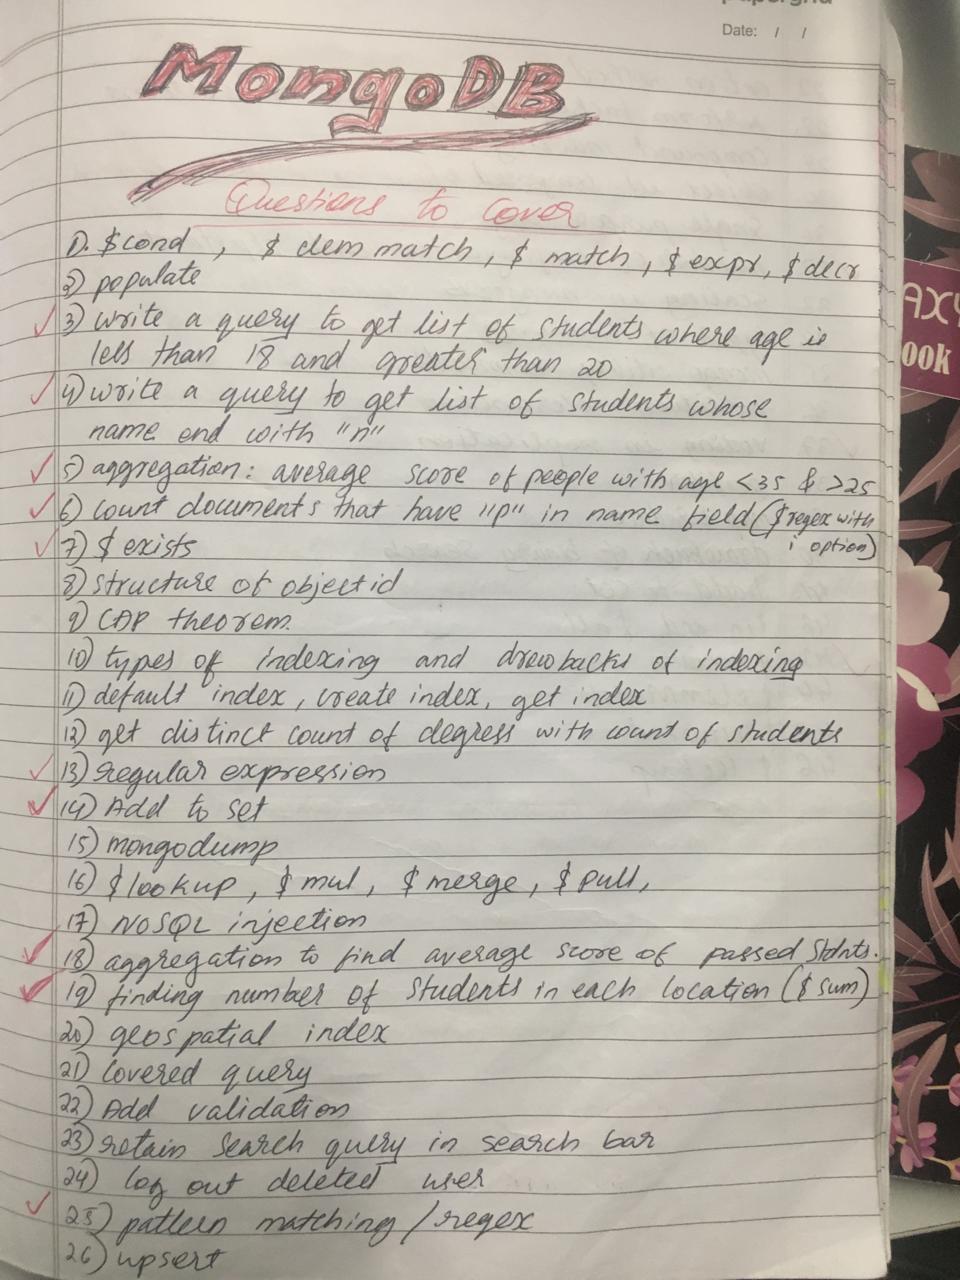 Date: / /
MongoDB
Questions to cover
1). $cond , $ elem match , $ match , $ expr, $ decr
2) populate
3) write a query to get list of students where age is
less than 18 and greater than 20
4) write a query to get list of students whose
name end with "n"
5) aggregation : average score of people with age <35 & >25
6) count documents that have "p" in name field ($regex with
i option)
7) $ exists
8) structure of objectid
9) CAP theorem.
10) types of indexing and drawbacks of indexing
11) default index , create index, get index
12) get distinct count of degress with count of students
13) regular expression
14) Add to set
15) mongodump
16) $ lookup , $ mul , $ merge , $ pull,
17) NoSQL injection
18) aggregation to find average score of passed Stdnts.
19) finding number of students in each location ($ sum)
20) geospatial index
21) covered query
22) Add validation
23) retain search query in search bar
24) log out deleted user
25) pattern matching / regex
26) upsert
AXY
ook